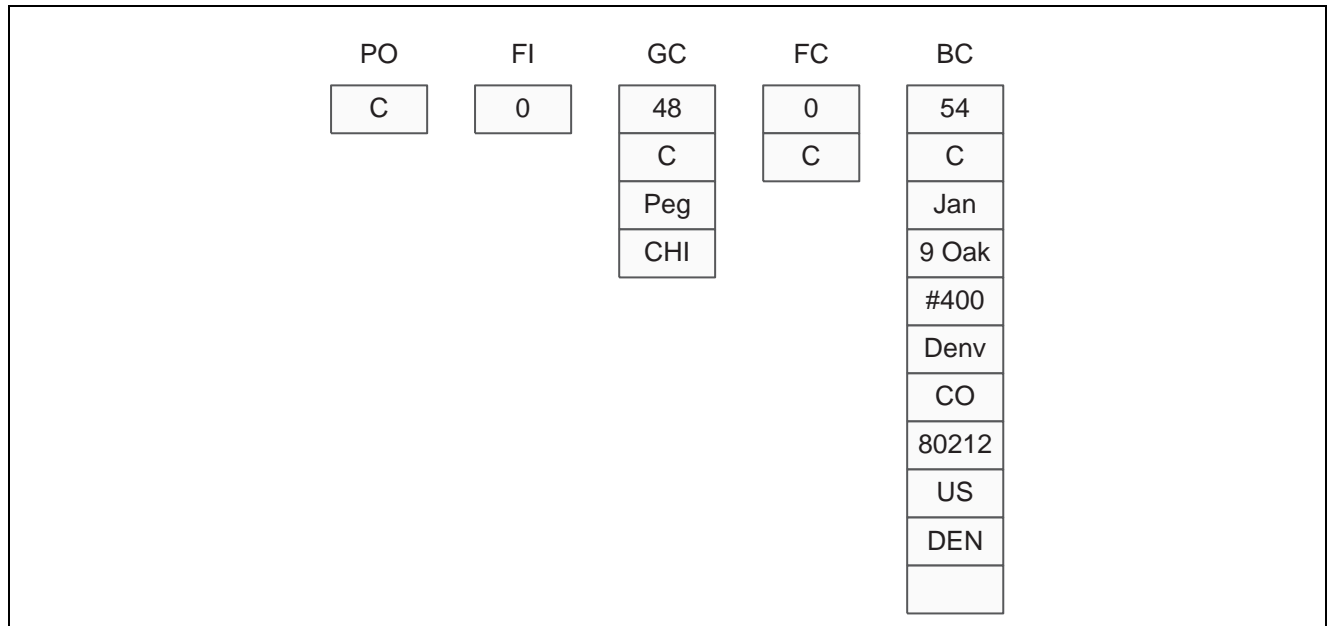 PO FI GC FC BC
C 0 48 0 54
C C C
Peg Jan
CHI 9 Oak
#400
Denv
CO
80212
US
DEN